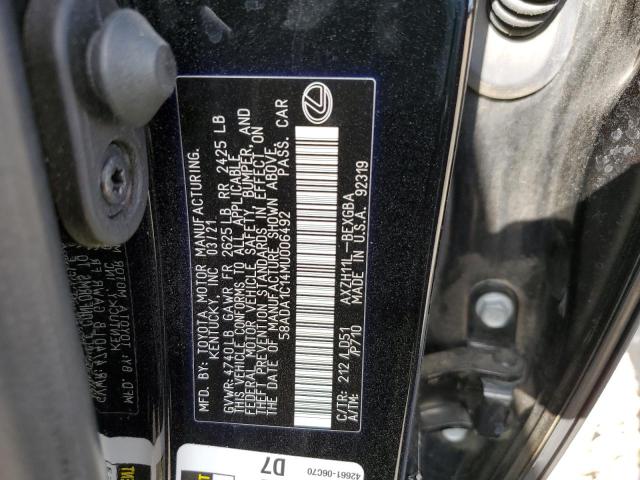 MFD. BY: TOYOTA MOTOR MANUFACTURING.
KENTUCKY, INC 03/21
GVWR: 4740 LB GAWR FR 2625 LB RR 2425 LB
THIS VEHICLE CONFORMS TO ALL APPLICABLE
FEDERAL MOTOR VEHICLE SAFETY, BUMPER, AND
THEFT PREVENTION STANDARDS IN EFFECT ON
THE DATE OF MANUFACTURE SHOWN ABOVE.
58ADA1C14MU006492 PASS. CAR
C/TR: 212 /LD51 AXZH11L-BEXGBA
A/TM: /P710 MADE IN U.S.A. 92319
42661-06C70
D7